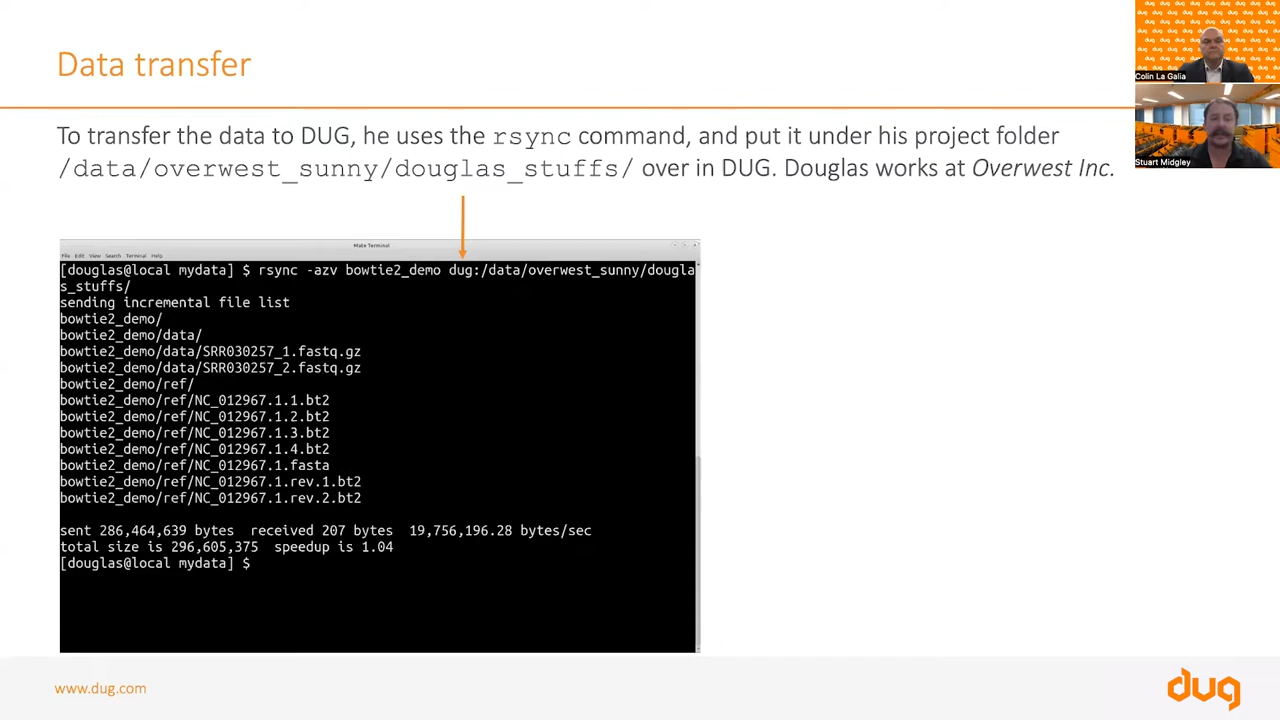 Data transfer
To transfer the data to DUG, he uses the rsync command, and put it under his project folder
/data/overwest_sunny/douglas_stuffs/ over in DUG. Douglas works at Overwest Inc.
dug
Colin La Galia
Stuart Midgley
Mate Terminal
File Edit View Search Terminal Help
[douglas@local mydata] $ rsync -azv bowtie2_demo dug:/data/overwest_sunny/dougla
s_stuffs/
sending incremental file list
bowtie2_demo/
bowtie2_demo/data/
bowtie2_demo/data/SRR030257_1.fastq.gz
bowtie2_demo/data/SRR030257_2.fastq.gz
bowtie2_demo/ref/
bowtie2_demo/ref/NC_012967.1.1.bt2
bowtie2_demo/ref/NC_012967.1.2.bt2
bowtie2_demo/ref/NC_012967.1.3.bt2
bowtie2_demo/ref/NC_012967.1.4.bt2
bowtie2_demo/ref/NC_012967.1.fasta
bowtie2_demo/ref/NC_012967.1.rev.1.bt2
bowtie2_demo/ref/NC_012967.1.rev.2.bt2
sent 286,464,639 bytes  received 207 bytes  19,756,196.28 bytes/sec
total size is 296,605,375  speedup is 1.04
[douglas@local mydata] $
www.dug.com
dug